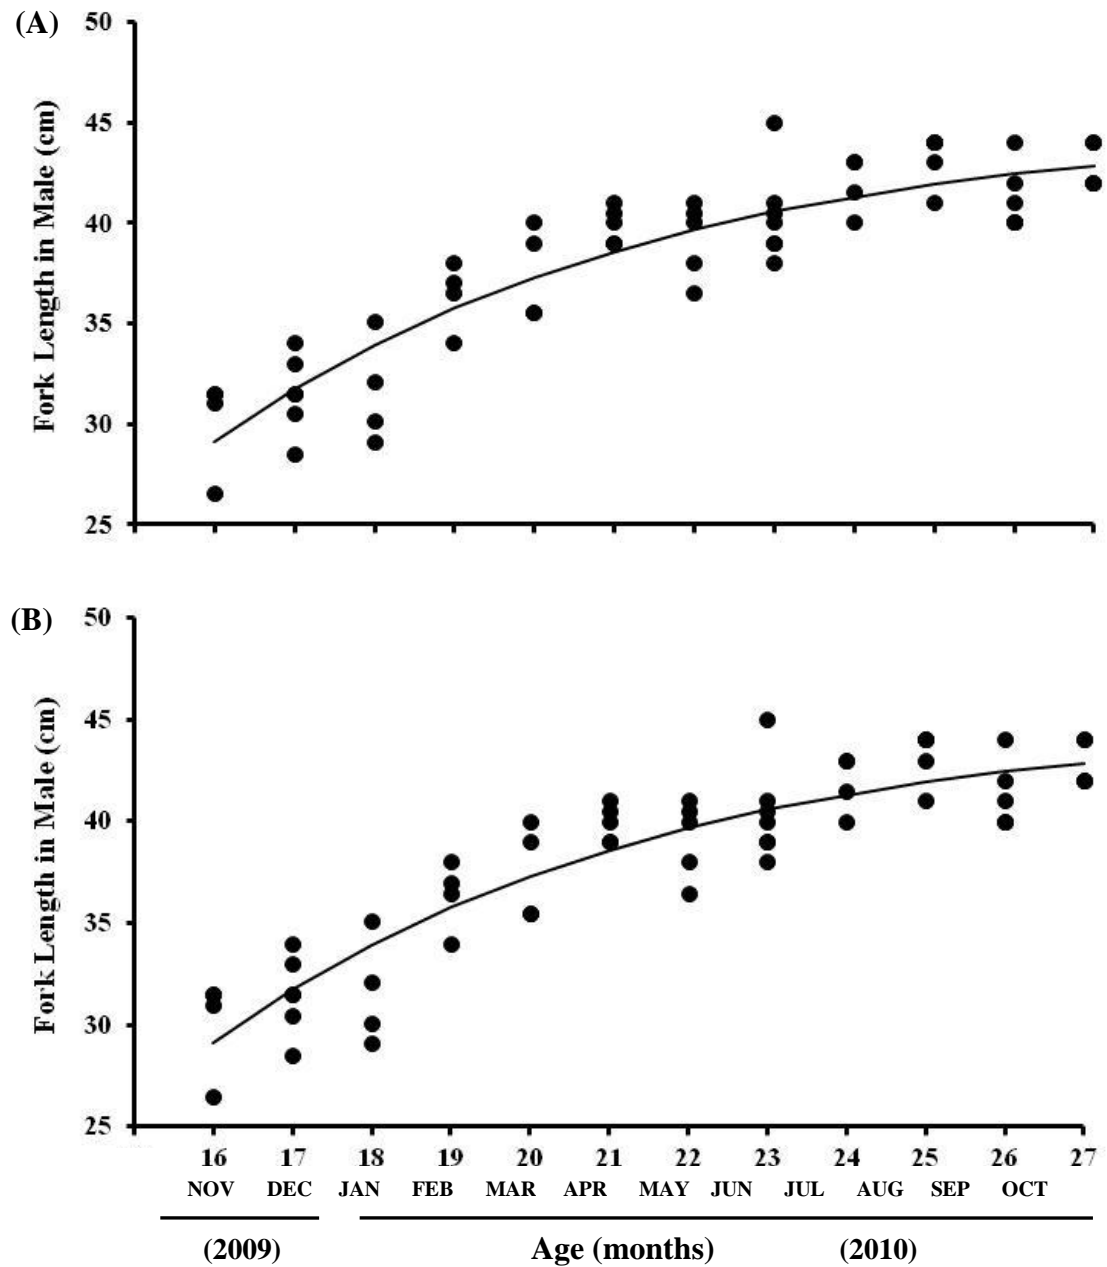 (A)
Fork Length in Male (cm)
50
45
40
35
30
25
(B)
Fork Length in Male (cm)
50
45
40
35
30
25
16 17 18 19 20 21 22 23 24 25 26 27
NOV DEC JAN FEB MAR APR MAY JUN JUL AUG SEP OCT
(2009) Age (months) (2010)